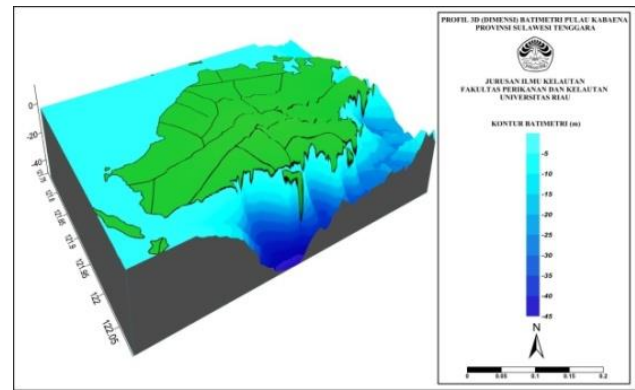 PROFIL 3D (DIMENSI) BATIMETRI PULAU KABAENA
PROVINSI SULAWESI TENGGARA
JURUSAN ILMU KELAUTAN
FAKULTAS PERIKANAN DAN KELAUTAN
UNIVERSITAS RIAU
KONTUR BATIMETRI (m)
-5
-10
-15
-20
-25
-30
-35
-40
-45
N
0 0.05 0.1 0.15 0.2
0
-20
-40
121.75
121.8
121.85
121.9
121.95
122
122.05